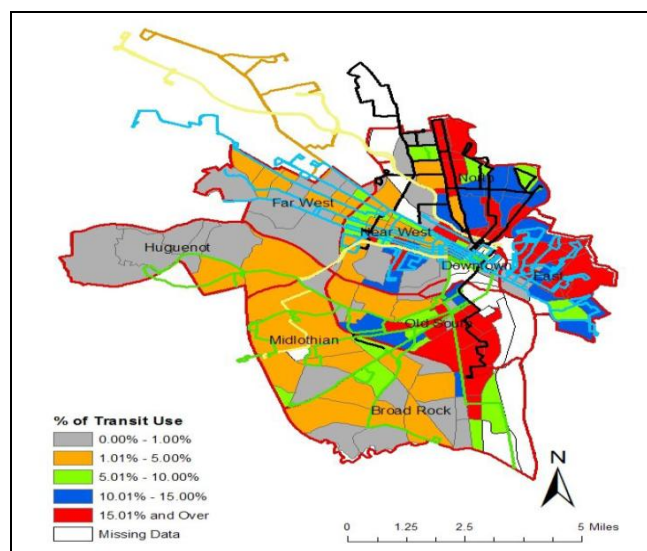 North
Far West
Near West
Huguenot
Downtown
East
Old South
Midlothian
Broad Rock
% of Transit Use
0.00% - 1.00%
1.01% - 5.00%
5.01% - 10.00%
10.01% - 15.00%
15.01% and Over
Missing Data
N
0 1.25 2.5 5 Miles